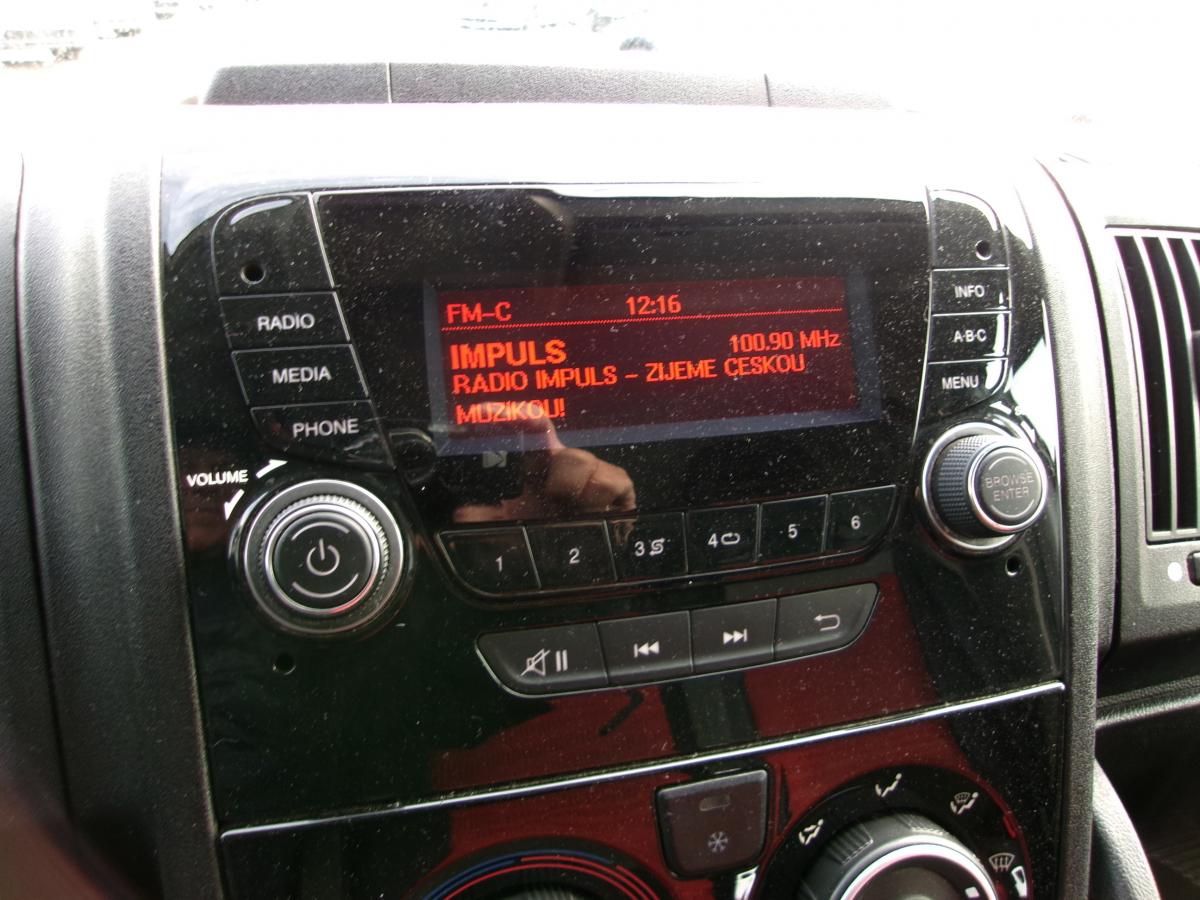 FM-C 12:16
IMPULS 100.90 MHz
RADIO IMPULS - ZIJEME CESKOU
MUZIKOU!
RADIO
MEDIA
PHONE
VOLUME
INFO
A·B·C
MENU
BROWSE
ENTER
1 2 3 4 5 6